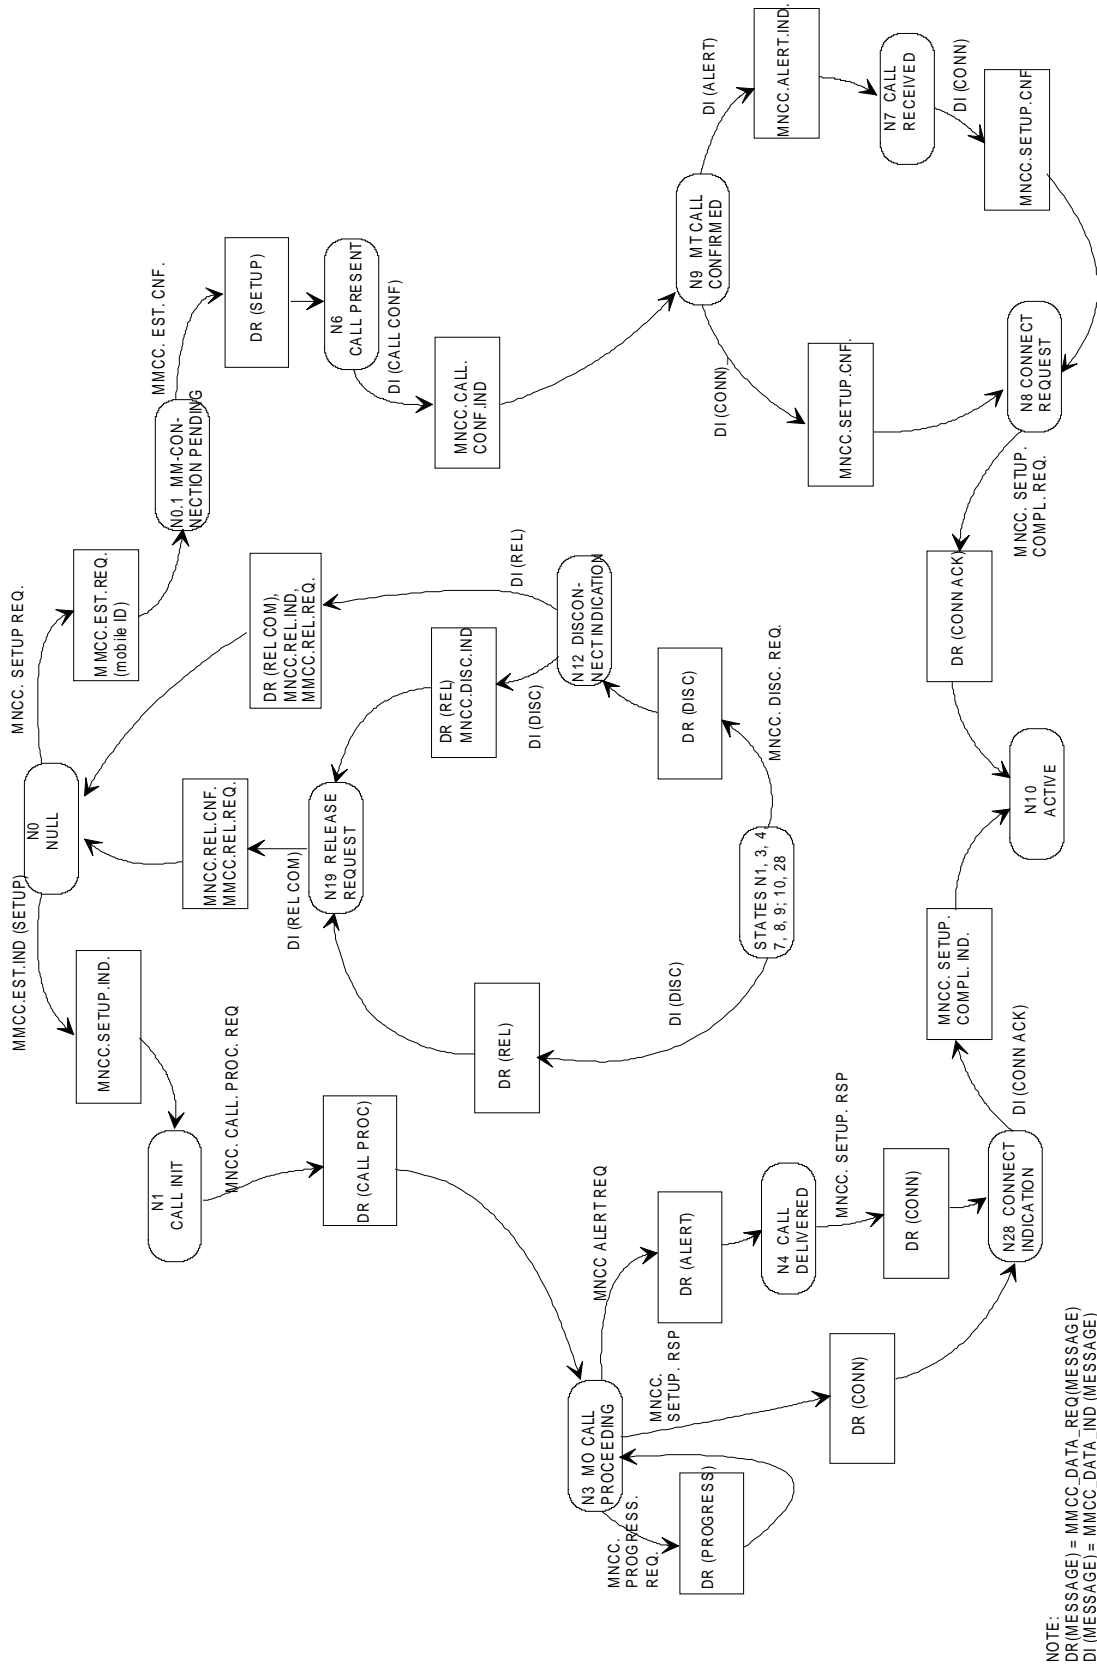 MNCC. SETUP REQ.
MMCC.EST.REQ.
(mobile ID)
N0.1 MM-CON-
NECTION PENDING
MMCC. EST. CNF.
DR (SETUP)
N6
CALL PRESENT
DI (CALL CONF)
MNCC.CALL.
CONF.IND
N9 MT CALL
CONFIRMED
DI (ALERT)
MNCC.ALERT.IND.
N7 CALL
RECEIVED
DI (CONN)
MNCC.SETUP.CNF
DI (CONN)
MNCC.SETUP.CNF.
N8 CONNECT
REQUEST
MNCC. SETUP.
COMPL. REQ.
DR (CONN ACK)
N10
ACTIVE
N0
NULL
DR (REL COM),
MNCC.REL.IND,
MMCC.REL.REQ.
DI (REL)
N12 DISCON-
NECT INDICATION
DR (REL)
MNCC.DISC.IND
DI (DISC)
DR (DISC)
MNCC. DISC. REQ.
MNCC.REL.CNF.
MMCC.REL.REQ.
N19 RELEASE
REQUEST
DI (REL COM)
STATES N1, 3, 4
7, 8, 9; 10, 28
DI (DISC)
DR (REL)
MMCC.EST.IND (SETUP)
MNCC.SETUP.IND.
N1
CALL INIT
MNCC. CALL. PROC. REQ
DR (CALL PROC)
N3 MO CALL
PROCEEDING
MNCC ALERT REQ
DR (ALERT)
N4 CALL
DELIVERED
MNCC. SETUP. RSP
DR (CONN)
N28 CONNECT
INDICATION
DI (CONN ACK)
MNCC. SETUP.
COMPL. IND.
MNCC.
SETUP. RSP
DR (CONN)
MNCC.
PROGRESS.
REQ.
DR (PROGRESS)
NOTE:
DR(MESSAGE) = MMCC_DATA_REQ(MESSAGE)
DI (MESSAGE) = MMCC_DATA_IND (MESSAGE)